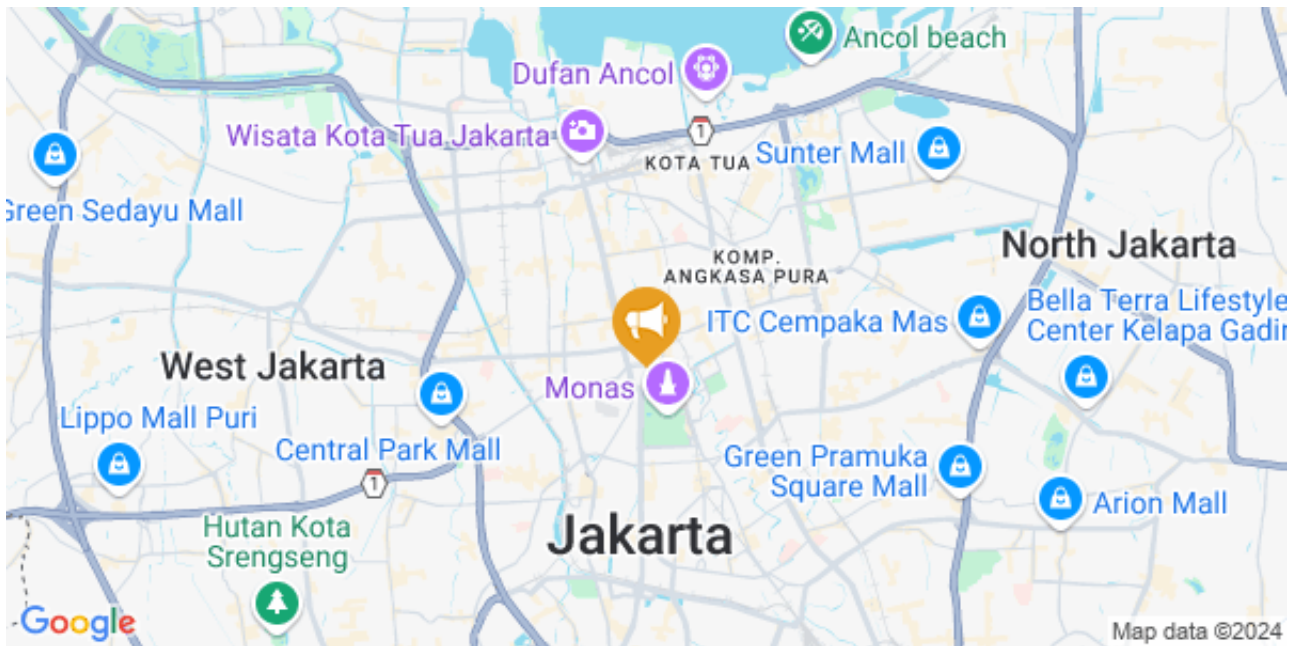 Ancol beach
Dufan Ancol
1
Wisata Kota Tua Jakarta
KOTA TUA
Sunter Mall
Green Sedayu Mall
North Jakarta
KOMP.
ANGKASA PURA
Bella Terra Lifestyle
Center Kelapa Gadin
ITC Cempaka Mas
West Jakarta
Monas
Lippo Mall Puri
Central Park Mall
1
Green Pramuka
Square Mall
Arion Mall
Hutan Kota
Srengseng
Jakarta
Google
Map data ©2024